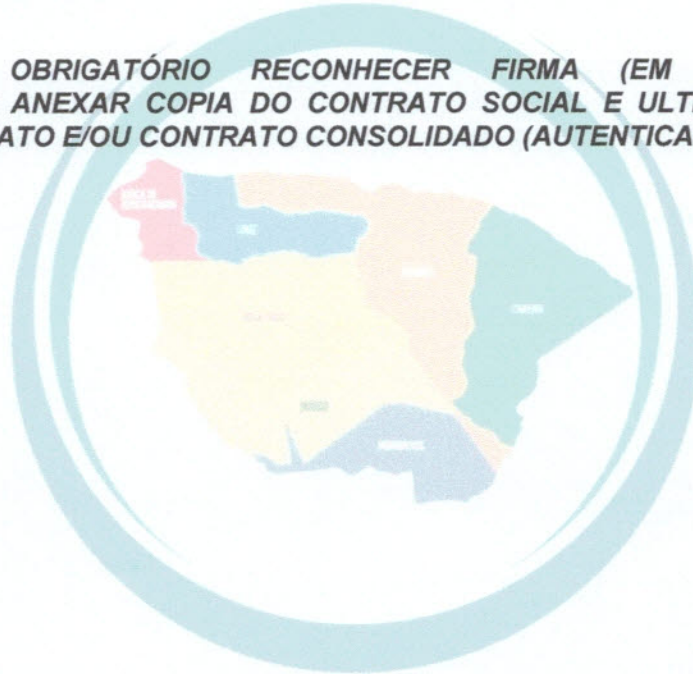 OBRIGATÓRIO RECONHECER FIRMA (EM
ANEXAR COPIA DO CONTRATO SOCIAL E ULT
ATO E/OU CONTRATO CONSOLIDADO (AUTENTICA